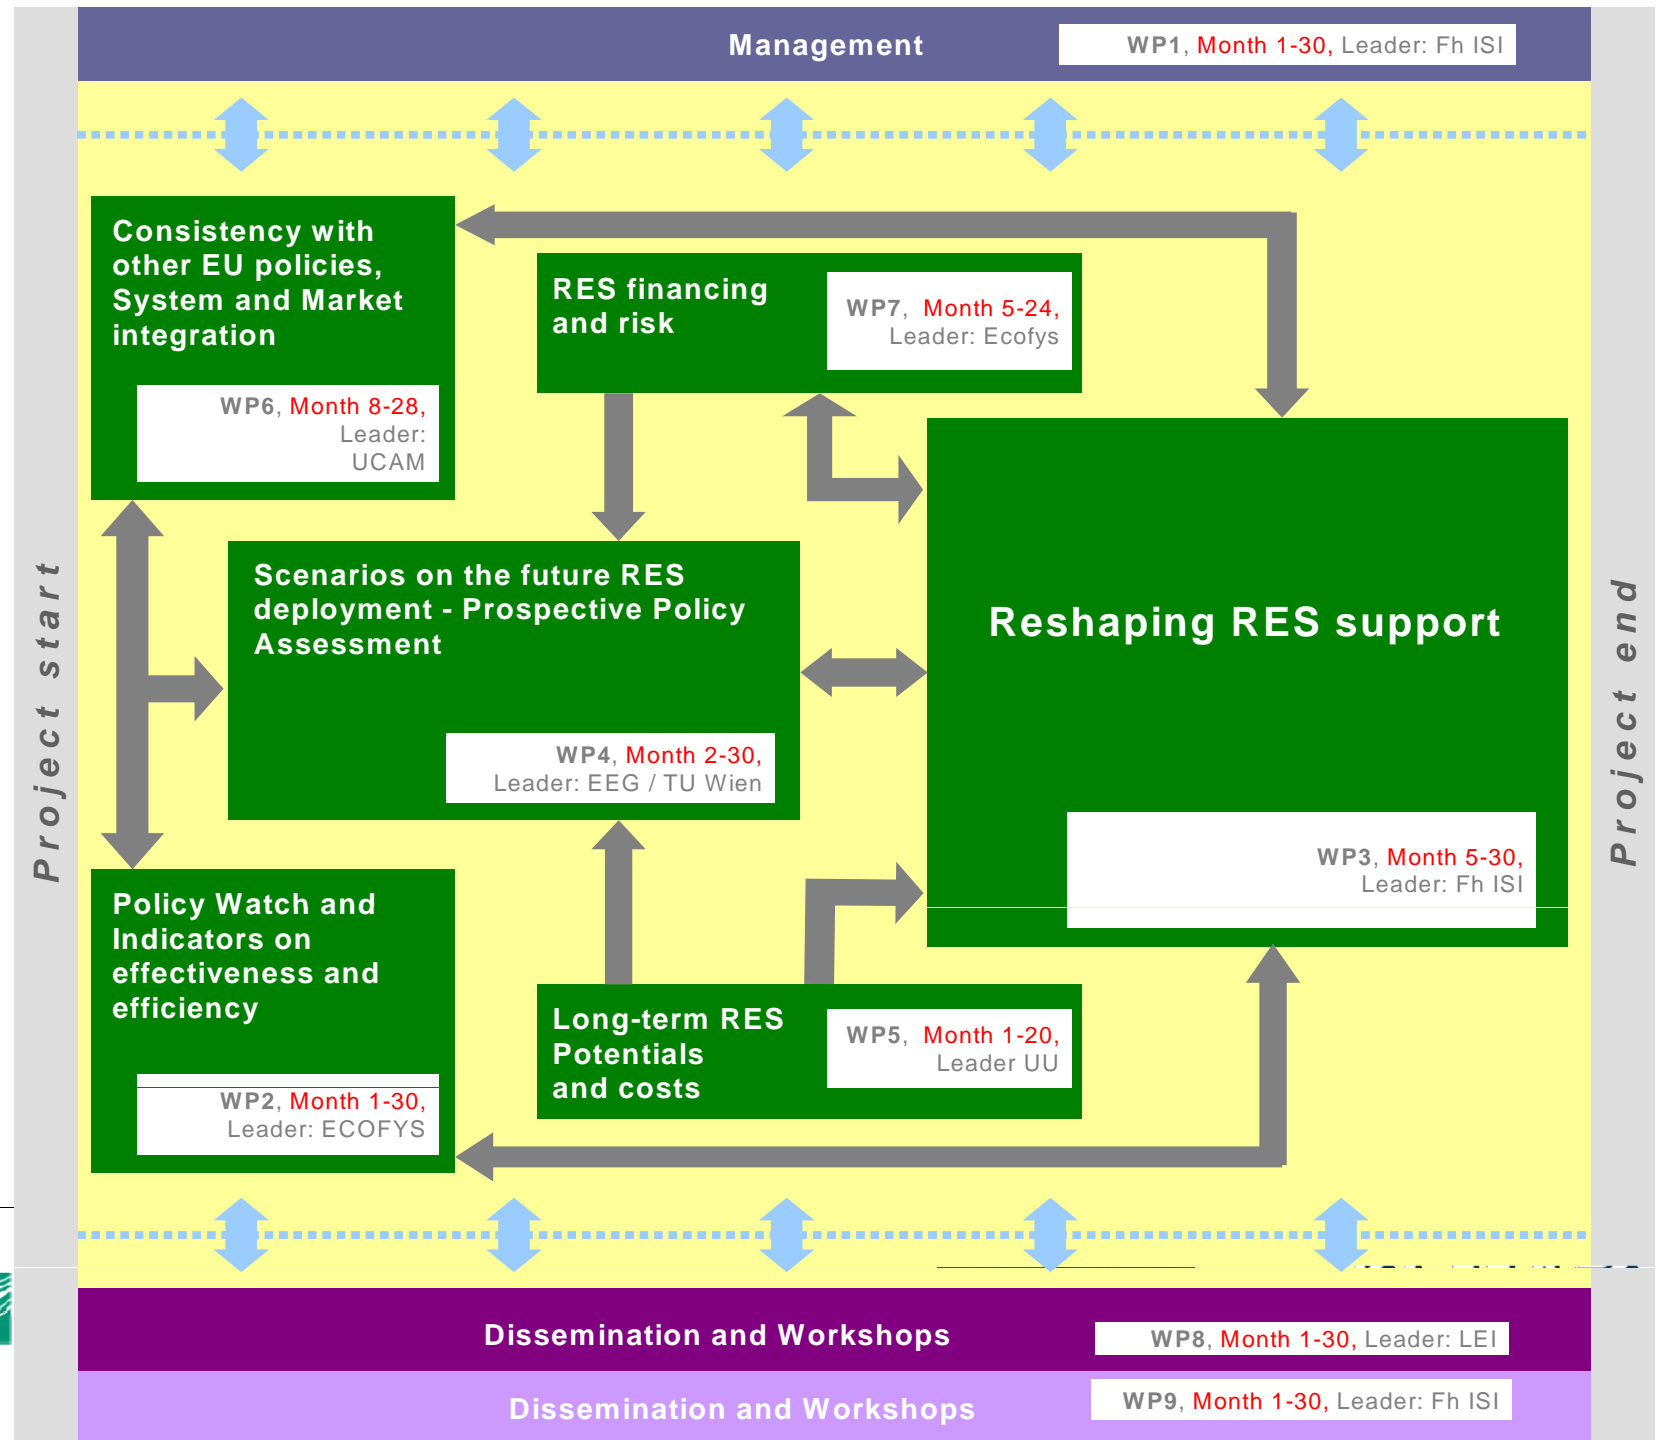 Management
WP1, Month 1-30, Leader: Fh ISI
Project start
Consistency with
other EU policies,
System and Market
integration
WP6, Month 8-28,
Leader:
UCAM
RES financing
and risk
WP7, Month 5-24,
Leader: Ecofys
Scenarios on the future RES
deployment - Prospective Policy
Assessment
WP4, Month 2-30,
Leader: EEG / TU Wien
Reshaping RES support
WP3, Month 5-30,
Leader: Fh ISI
Policy Watch and
Indicators on
effectiveness and
efficiency
WP2, Month 1-30,
Leader: ECOFYS
Long-term RES
Potentials
and costs
WP5, Month 1-20,
Leader UU
Project end
Dissemination and Workshops
WP8, Month 1-30, Leader: LEI
Dissemination and Workshops
WP9, Month 1-30, Leader: Fh ISI